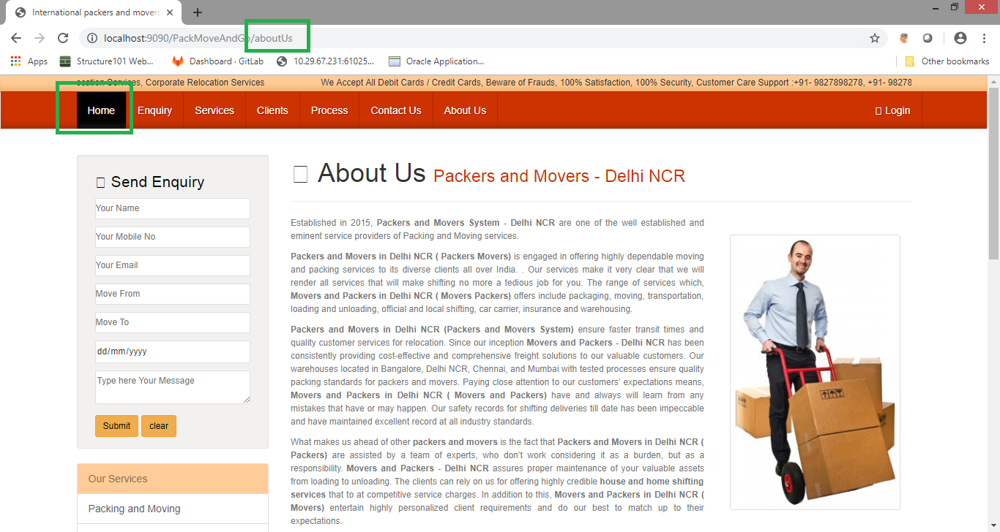 International packers and movers
localhost:9090/PackMoveAndGo/aboutUs
Apps Structure101 Web... Dashboard · GitLab 10.29.67.231:61025... Oracle Application... Other bookmarks
Services, Corporate Relocation Services We Accept All Debit Cards / Credit Cards, Beware of Frauds, 100% Satisfaction, 100% Security, Customer Care Support :+91- 9827898278, +91- 98278
Home Enquiry Services Clients Process Contact Us About Us Login
Send Enquiry
Your Name
Your Mobile No
Your Email
Move From
Move To
dd/mm/yyyy
Type here Your Message
Submit clear
Our Services
Packing and Moving
About Us Packers and Movers - Delhi NCR
Established in 2015, Packers and Movers System - Delhi NCR are one of the well established and
eminent service providers of Packing and Moving services.
Packers and Movers in Delhi NCR ( Packers Movers) is engaged in offering highly dependable moving
and packing services to its diverse clients all over India. . Our services make it very clear that we will
render all services that will make shifting no more a tedious job for you. The range of services which,
Movers and Packers in Delhi NCR ( Movers Packers) offers include packaging, moving, transportation,
loading and unloading, official and local shifting, car carrier, insurance and warehousing.
Packers and Movers in Delhi NCR (Packers and Movers System) ensure faster transit times and
quality customer services for relocation. Since our inception Movers and Packers - Delhi NCR has been
consistently providing cost-effective and comprehensive freight solutions to our valuable customers. Our
warehouses located in Bangalore, Delhi NCR, Chennai, and Mumbai with tested processes ensure quality
packing standards for packers and movers. Paying close attention to our customers’ expectations means,
Movers and Packers in Delhi NCR ( Movers and Packers) have and always will learn from any
mistakes that have or may happen. Our safety records for shifting deliveries till date has been impeccable
and have maintained excellent record at all industry standards.
What makes us ahead of other packers and movers is the fact that Packers and Movers in Delhi NCR (
Packers) are assisted by a team of experts, who don’t work considering it as a burden, but as a
responsibility. Movers and Packers - Delhi NCR assures proper maintenance of your valuable assets
from loading to unloading. The clients can rely on us for offering highly credible house and home shifting
services that to at competitive service charges. In addition to this, Movers and Packers in Delhi NCR (
Movers) entertain highly personalized client requirements and do our best to match up to their
expectations.